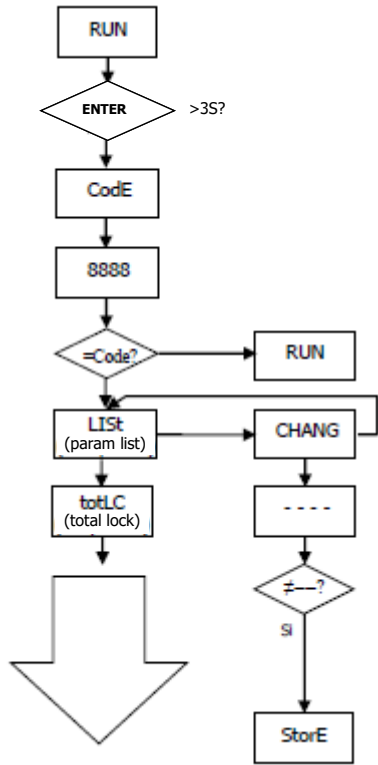 RUN
ENTER
>3S?
CodE
8888
=Code?
RUN
LISt
(param list)
CHANG
totLC
(total lock)
- - - -
≠---?
Si
StorE